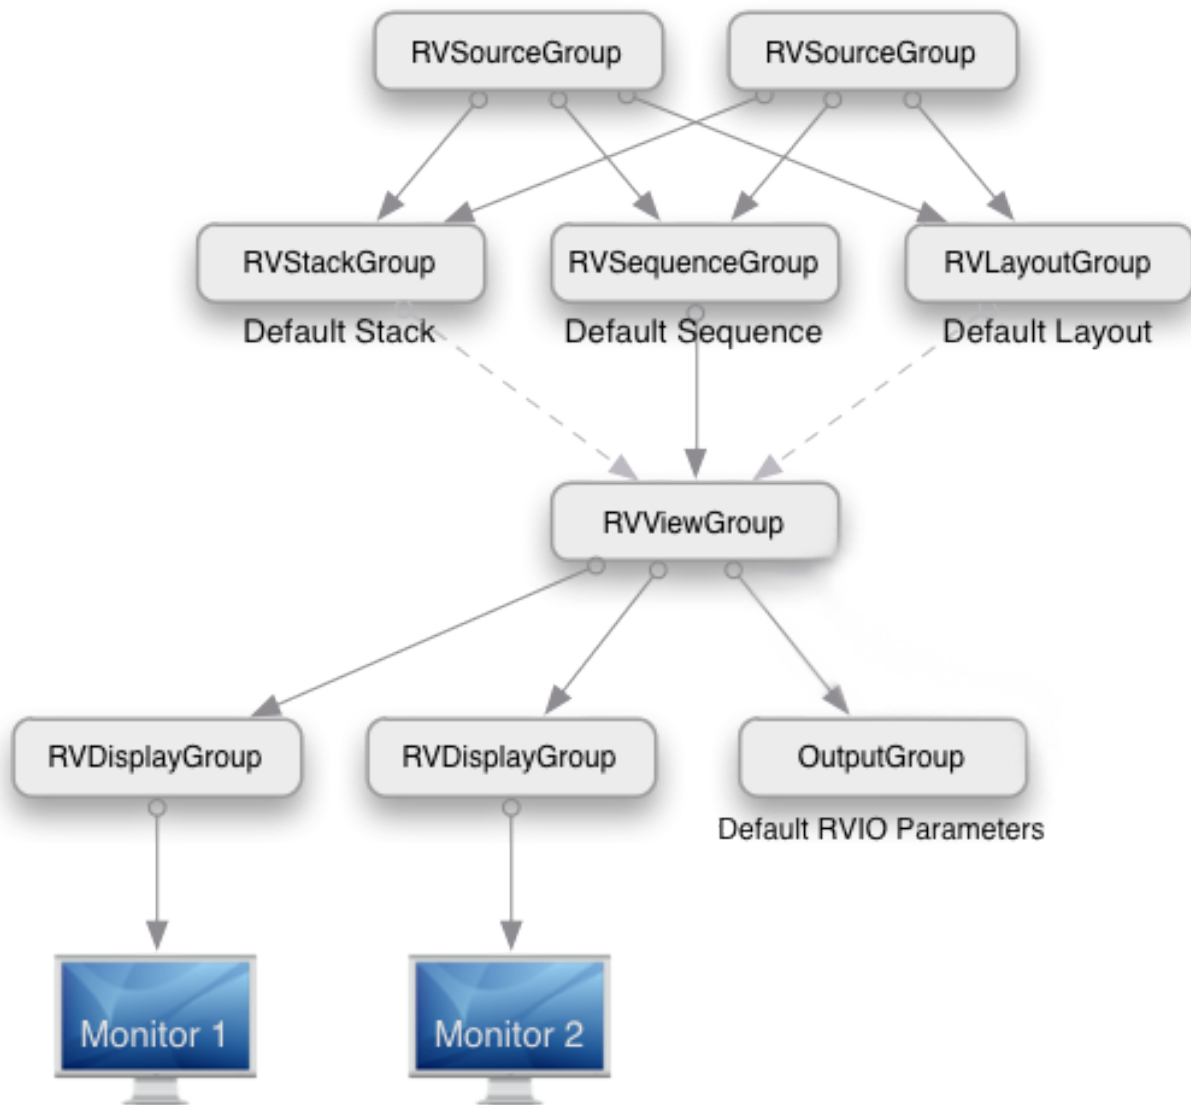 RVSourceGroup
RVSourceGroup
RVStackGroup
RVSequenceGroup
RVLayoutGroup
Default Stack
Default Sequence
Default Layout
RVViewGroup
RVDisplayGroup
RVDisplayGroup
OutputGroup
Default RVIO Parameters
Monitor 1
Monitor 2